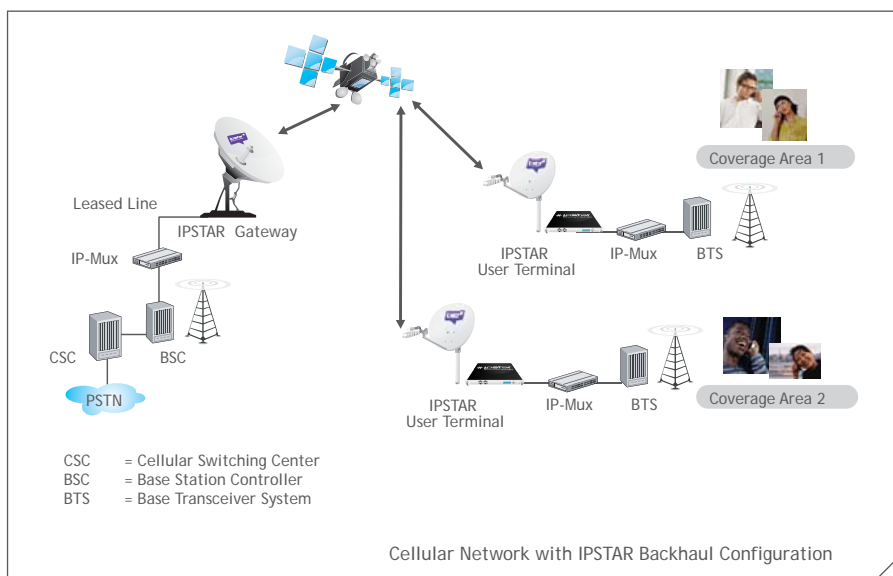 Coverage Area 1
Leased Line
IPSTAR Gateway
IP-Mux
IPSTAR
User Terminal
IP-Mux
BTS
CSC
BSC
PSTN
IPSTAR
User Terminal
IP-Mux
BTS
Coverage Area 2
CSC = Cellular Switching Center
BSC = Base Station Controller
BTS = Base Transceiver System
Cellular Network with IPSTAR Backhaul Configuration